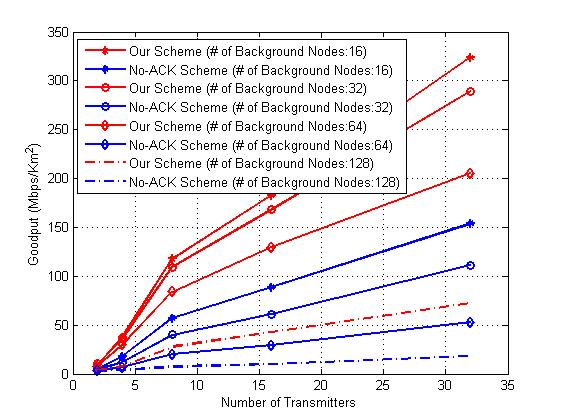 350
300
250
200
150
100
50
0
Goodput (Mbps/Km²)
Our Scheme (# of Background Nodes:16)
No-ACK Scheme (# of Background Nodes:16)
Our Scheme (# of Background Nodes:32)
No-ACK Scheme (# of Background Nodes:32)
Our Scheme (# of Background Nodes:64)
No-ACK Scheme (# of Background Nodes:64)
Our Scheme (# of Background Nodes:128)
No-ACK Scheme (# of Background Nodes:128)
0 5 10 15 20 25 30 35
Number of Transmitters